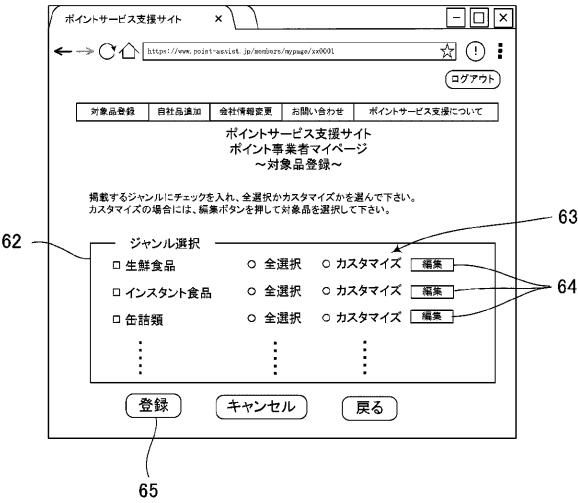 ポイントサービス支援サイト ×
https://www.point-assist.jp/members/mypage/xx0001
ログアウト
対象品登録 自社品追加 会社情報変更 お問い合わせ ポイントサービス支援について
ポイントサービス支援サイト
ポイント事業者マイページ
～対象品登録～
掲載するジャンルにチェックを入れ、全選択かカスタマイズかを選んで下さい。
カスタマイズの場合には、編集ボタンを押して対象品を選択して下さい。
63
62
ジャンル選択
生鮮食品 全選択 カスタマイズ 編集
インスタント食品 全選択 カスタマイズ 編集
64
缶詰類 全選択 カスタマイズ 編集
登録 キャンセル 戻る
65